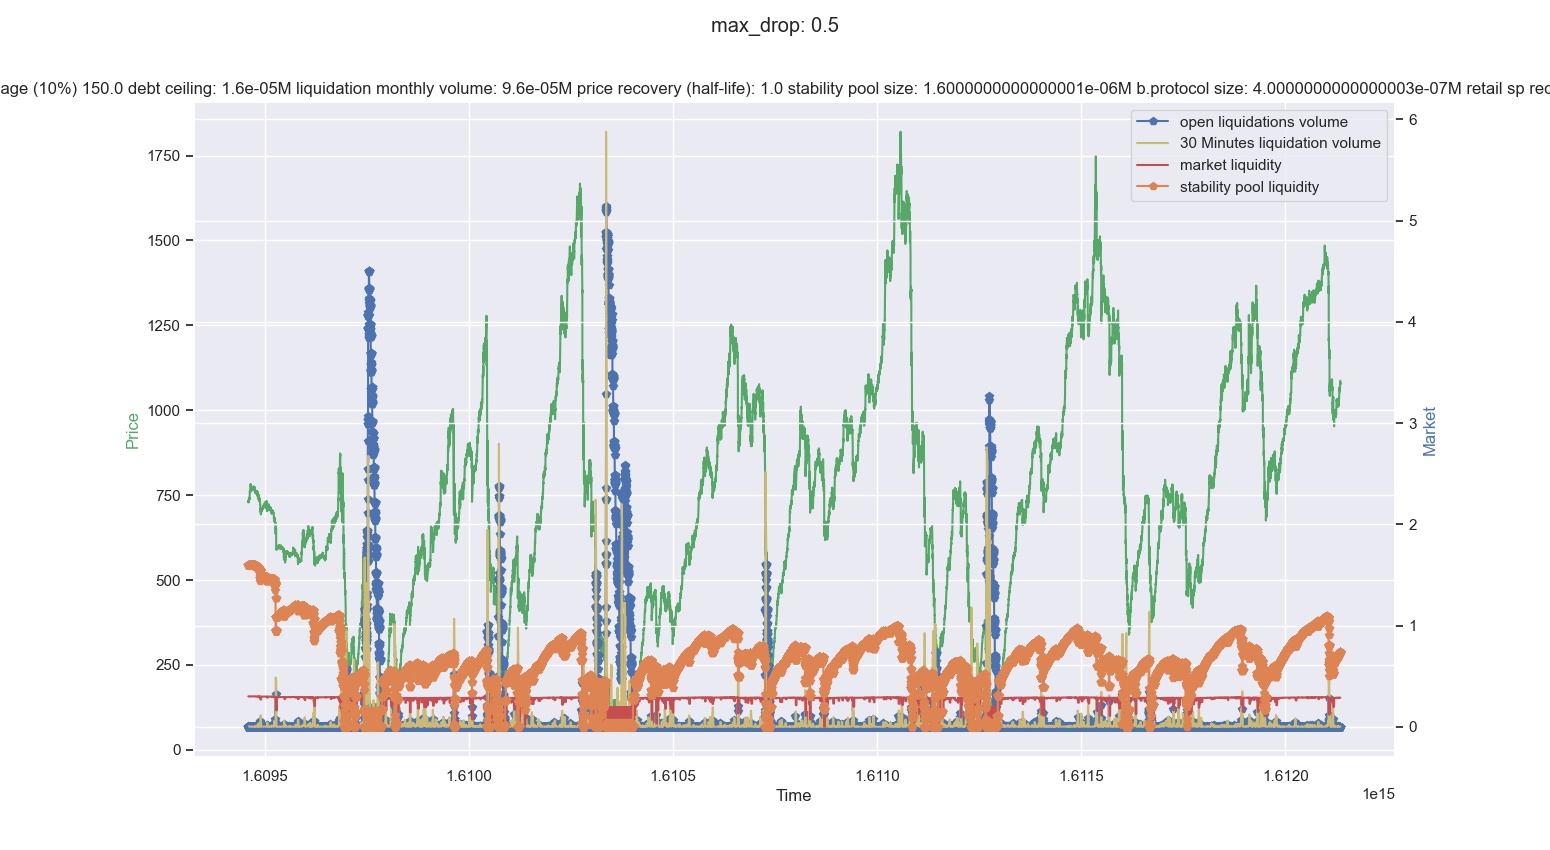 max_drop: 0.5
age (10%) 150.0 debt ceiling: 1.6e-05M liquidation monthly volume: 9.6e-05M price recovery (half-life): 1.0 stability pool size: 1.6000000000000001e-06M b.protocol size: 4.0000000000000003e-07M retail sp rec
open liquidations volume
30 Minutes liquidation volume
market liquidity
stability pool liquidity
1750
1500
1250
1000
750
500
250
0
Price
6
5
4
3
2
1
0
Market
1.6095 1.6100 1.6105 1.6110 1.6115 1.6120
1e15
Time